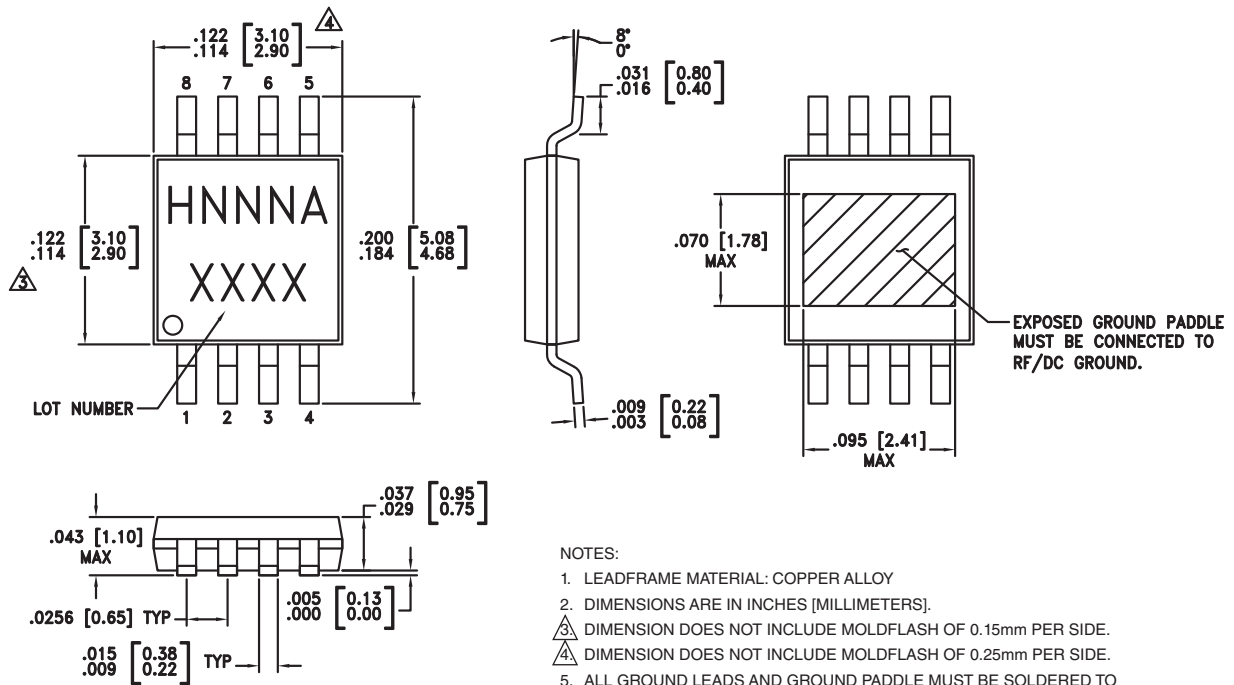 .122 [3.10]
.114 [2.90]
4
8 7 6 5
.122 [3.10]
.114 [2.90]
3
HNNNA
XXXX
.200 [5.08]
.184 [4.68]
LOT NUMBER
1 2 3 4
8°
0°
.031 [0.80]
.016 [0.40]
.009 [0.22]
.003 [0.08]
.070 [1.78]
MAX
EXPOSED GROUND PADDLE
MUST BE CONNECTED TO
RF/DC GROUND.
.095 [2.41]
MAX
.037 [0.95]
.029 [0.75]
.043 [1.10]
MAX
.005 [0.13]
.000 [0.00]
.0256 [0.65] TYP
.015 [0.38] TYP
.009 [0.22]
NOTES:
1. LEADFRAME MATERIAL: COPPER ALLOY
2. DIMENSIONS ARE IN INCHES [MILLIMETERS].
3. DIMENSION DOES NOT INCLUDE MOLDFLASH OF 0.15mm PER SIDE.
4. DIMENSION DOES NOT INCLUDE MOLDFLASH OF 0.25mm PER SIDE.
5. ALL GROUND LEADS AND GROUND PADDLE MUST BE SOLDERED TO